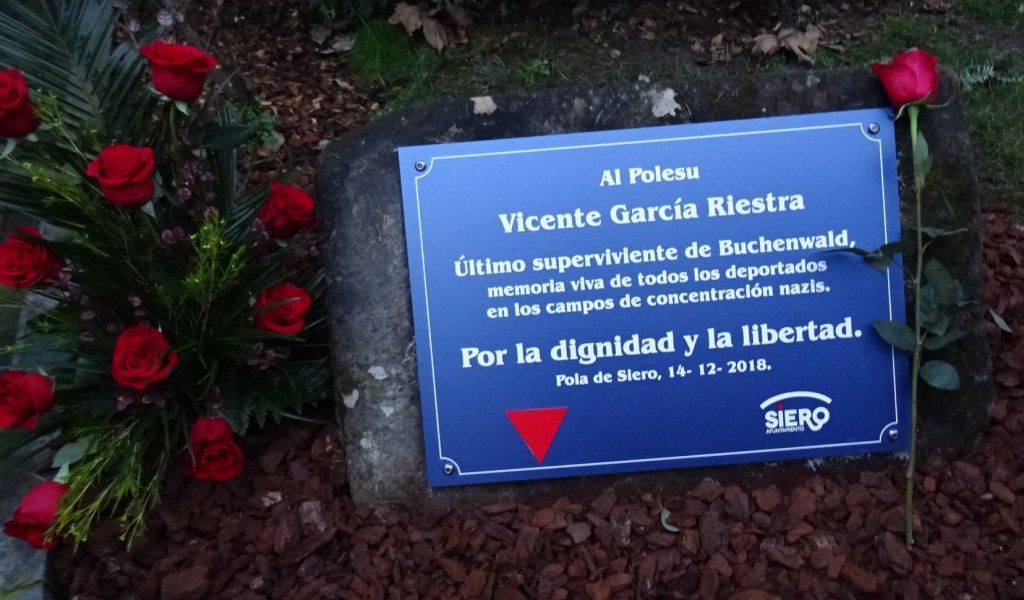 Al Polesu
Vicente García Riestra
Último superviviente de Buchenwald,
memoria viva de todos los deportados
en los campos de concentración nazis.
Por la dignidad y la libertad.
Pola de Siero, 14- 12- 2018.
SiERO
AYUNTAMIENTO